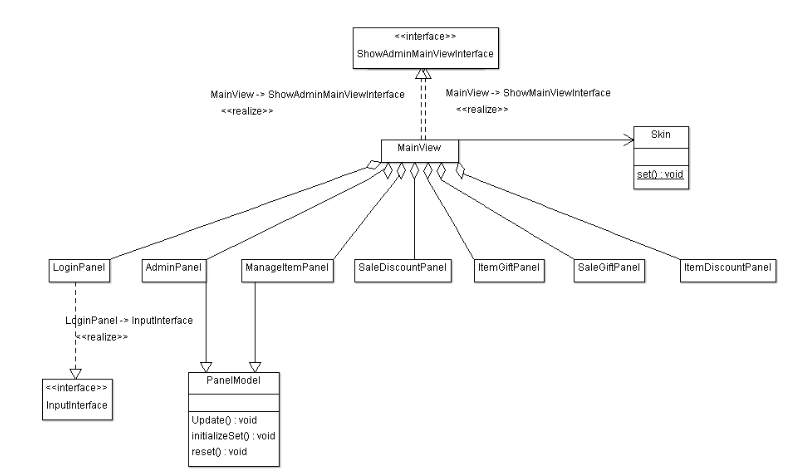 <<interface>>
ShowAdminMainViewInterface
MainView -> ShowAdminMainViewInterface
<<realize>>
MainView -> ShowMainViewInterface
<<realize>>
MainView
Skin
set() : void
LoginPanel
AdminPanel
ManageItemPanel
SaleDiscountPanel
ItemGiftPanel
SaleGiftPanel
ItemDiscountPanel
LoginPanel -> InputInterface
<<realize>>
<<interface>>
InputInterface
PanelModel
Update() : void
initializeSet() : void
reset() : void